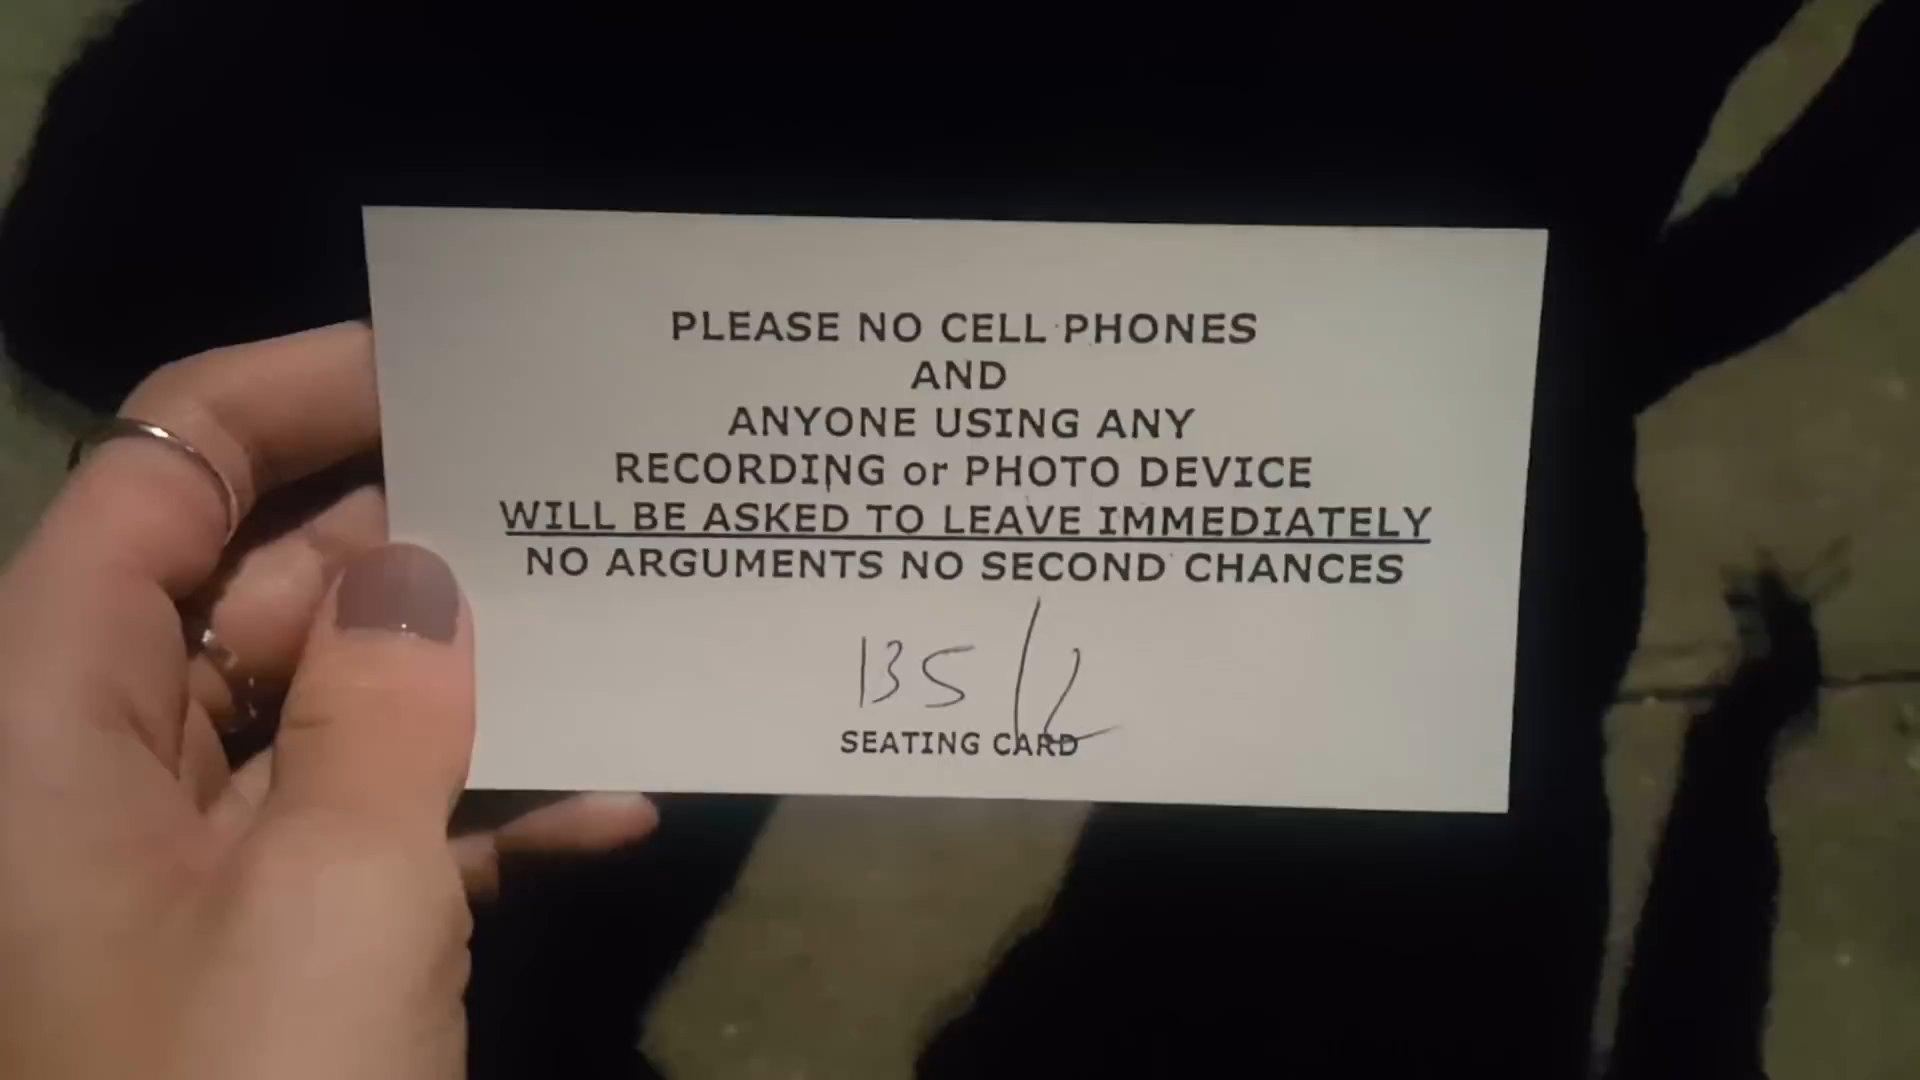 PLEASE NO CELL PHONES
AND
ANYONE USING ANY
RECORDING or PHOTO DEVICE
WILL BE ASKED TO LEAVE IMMEDIATELY
NO ARGUMENTS NO SECOND CHANCES
135/2
SEATING CARD